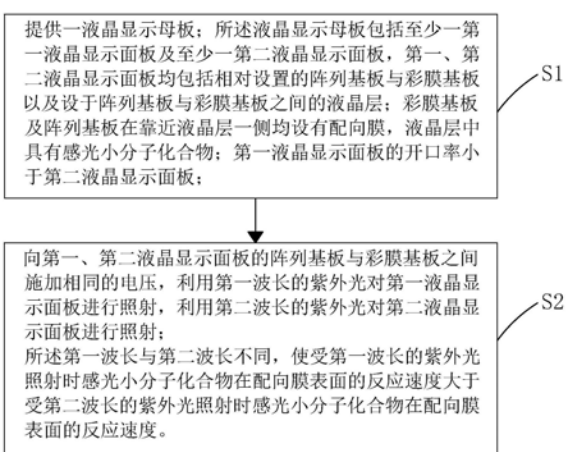 提供一液晶显示母板；所述液晶显示母板包括至少一第
一液晶显示面板及至少一第二液晶显示面板，第一、第
二液晶显示面板均包括相对设置的阵列基板与彩膜基板
以及设于阵列基板与彩膜基板之间的液晶层；彩膜基板
及阵列基板在靠近液晶层一侧均设有配向膜，液晶层中
具有感光小分子化合物；第一液晶显示面板的开口率小
于第二液晶显示面板；
S1
向第一、第二液晶显示面板的阵列基板与彩膜基板之间
施加相同的电压，利用第一波长的紫外光对第一液晶显
示面板进行照射，利用第二波长的紫外光对第二液晶显
示面板进行照射；
所述第一波长与第二波长不同，使受第一波长的紫外光
照射时感光小分子化合物在配向膜表面的反应速度大于
受第二波长的紫外光照射时感光小分子化合物在配向膜
表面的反应速度。
S2